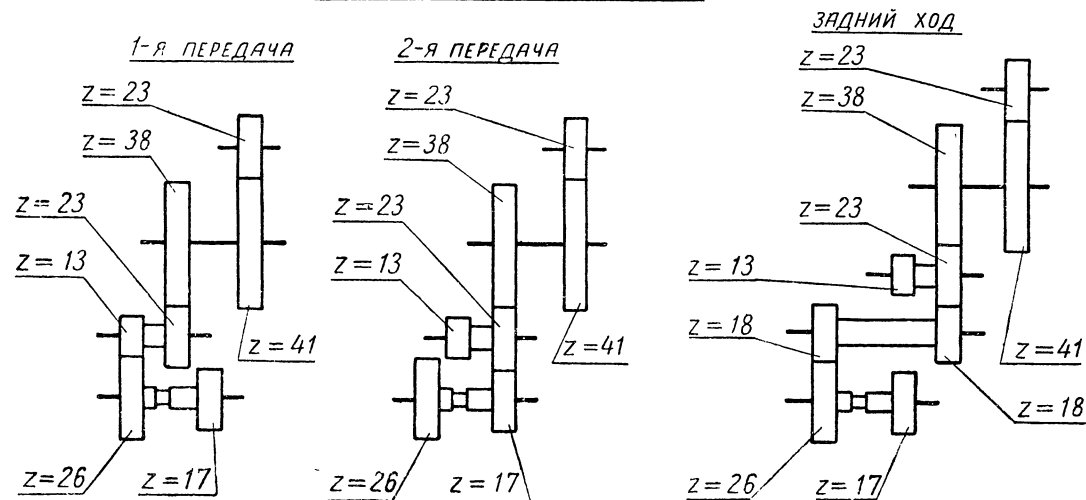 1-я ПЕРЕДАЧА
z=23
z=38
z=23
z=13
z=41
z=26
z=17
2-я ПЕРЕДАЧА
z=23
z=38
z=23
z=13
z=41
z=26
z=17
ЗАДНИЙ ХОД
z=23
z=38
z=23
z=13
z=18
z=41
z=18
z=26
z=17